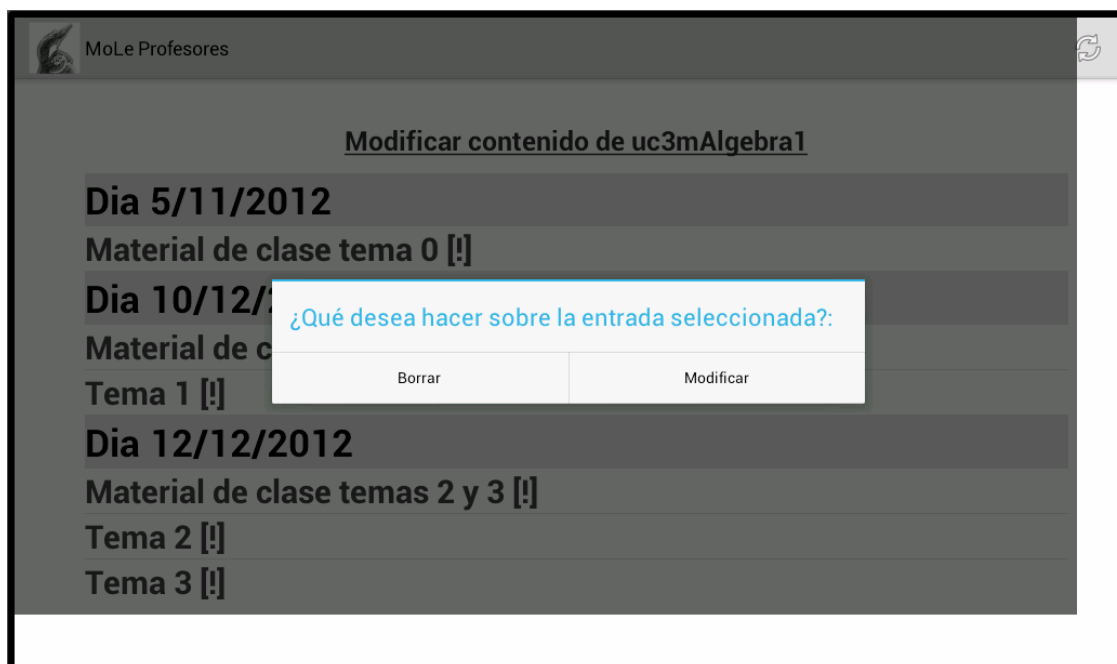 MoLe Profesores
Modificar contenido de uc3mAlgebra1
Dia 5/11/2012
Material de clase tema 0 [!]
Dia 10/12/
Material de
¿Qué desea hacer sobre la entrada seleccionada?:
Borrar
Modificar
Tema 1 [!]
Dia 12/12/2012
Material de clase temas 2 y 3 [!]
Tema 2 [!]
Tema 3 [!]